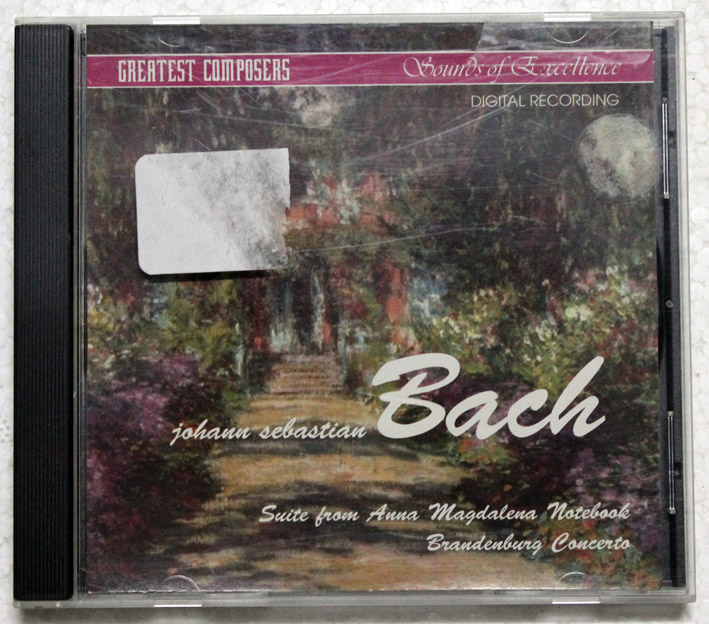 GREATEST COMPOSERS
Sounds of Excellence
DIGITAL RECORDING
johann sebastian Bach
Suite from Anna Magdalena Notebook
Brandenburg Concerto